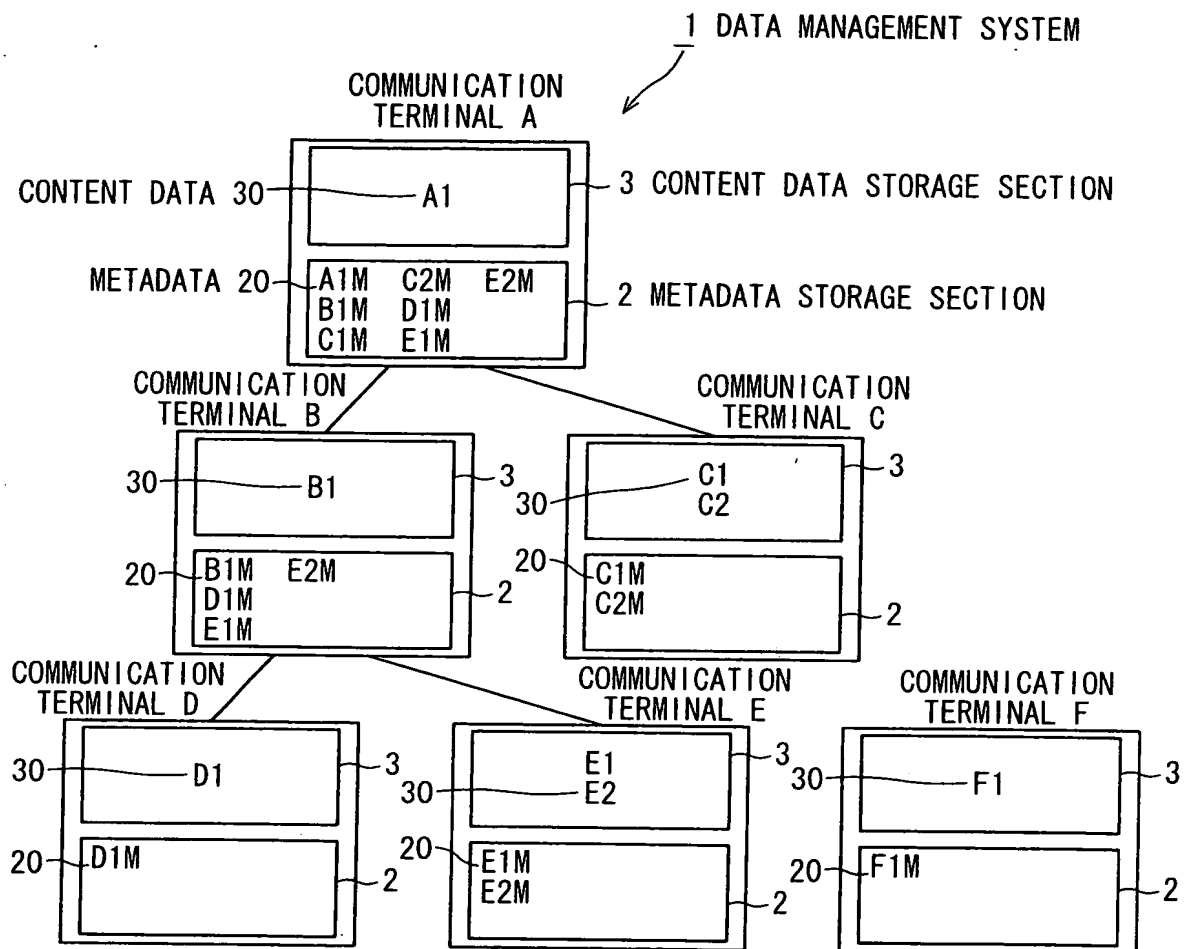 1 DATA MANAGEMENT SYSTEM
COMMUNICATION
TERMINAL A
CONTENT DATA 30
A1
3 CONTENT DATA STORAGE SECTION
METADATA 20
A1M C2M E2M
B1M D1M
C1M E1M
2 METADATA STORAGE SECTION
COMMUNICATION
TERMINAL B
30
B1
3
20
B1M E2M
D1M
E1M
2
COMMUNICATION
TERMINAL C
30
C1
C2
3
20
C1M
C2M
2
COMMUNICATION
TERMINAL D
30
D1
3
20
D1M
2
COMMUNICATION
TERMINAL E
30
E1
E2
3
20
E1M
E2M
2
COMMUNICATION
TERMINAL F
30
F1
3
20
F1M
2